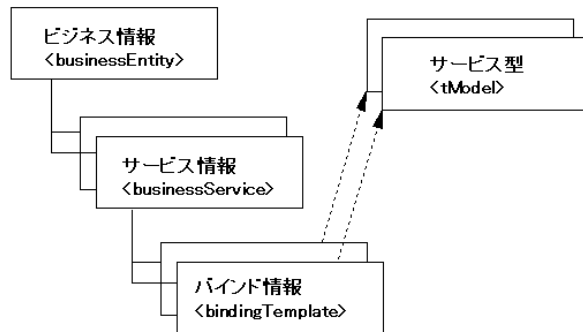 ビジネス情報
<businessEntity>
サービス型
<tModel>
サービス情報
<businessService>
バインド情報
<bindingTemplate>